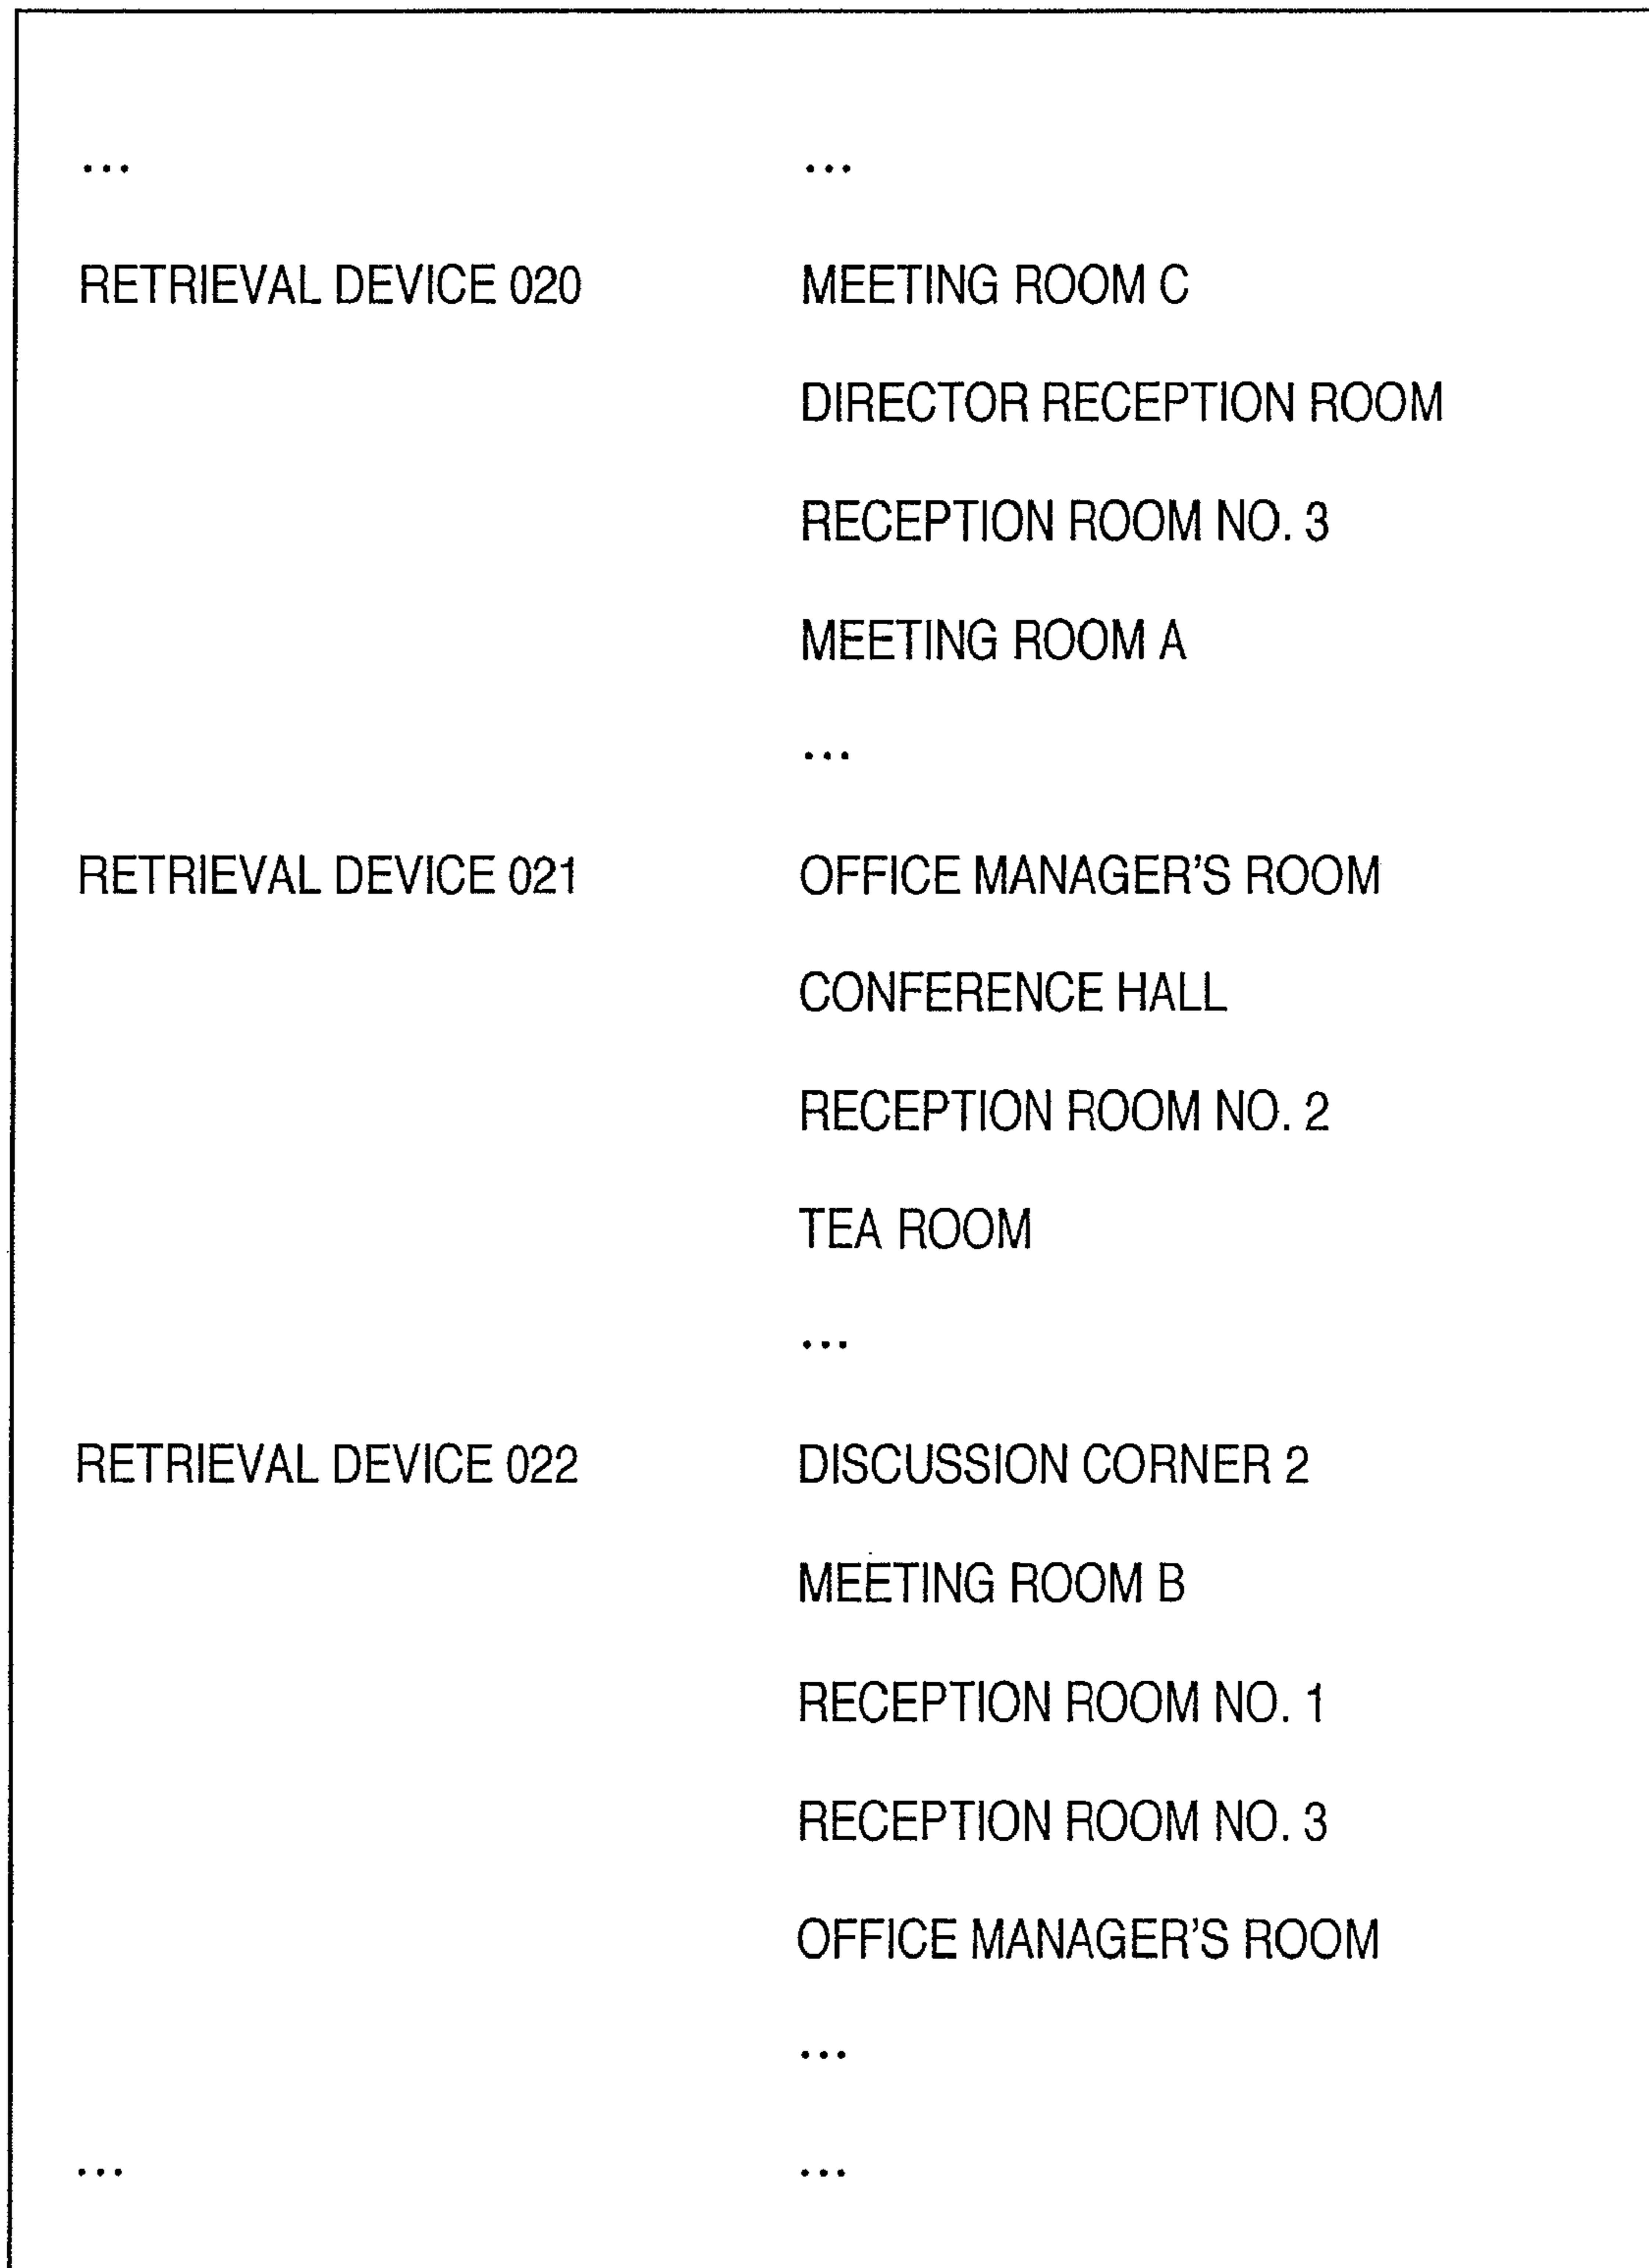 ... ...
RETRIEVAL DEVICE 020 MEETING ROOM C
DIRECTOR RECEPTION ROOM
RECEPTION ROOM NO. 3
MEETING ROOM A
...
RETRIEVAL DEVICE 021 OFFICE MANAGER'S ROOM
CONFERENCE HALL
RECEPTION ROOM NO. 2
TEA ROOM
...
RETRIEVAL DEVICE 022 DISCUSSION CORNER 2
MEETING ROOM B
RECEPTION ROOM NO. 1
RECEPTION ROOM NO. 3
OFFICE MANAGER'S ROOM
...
... ...